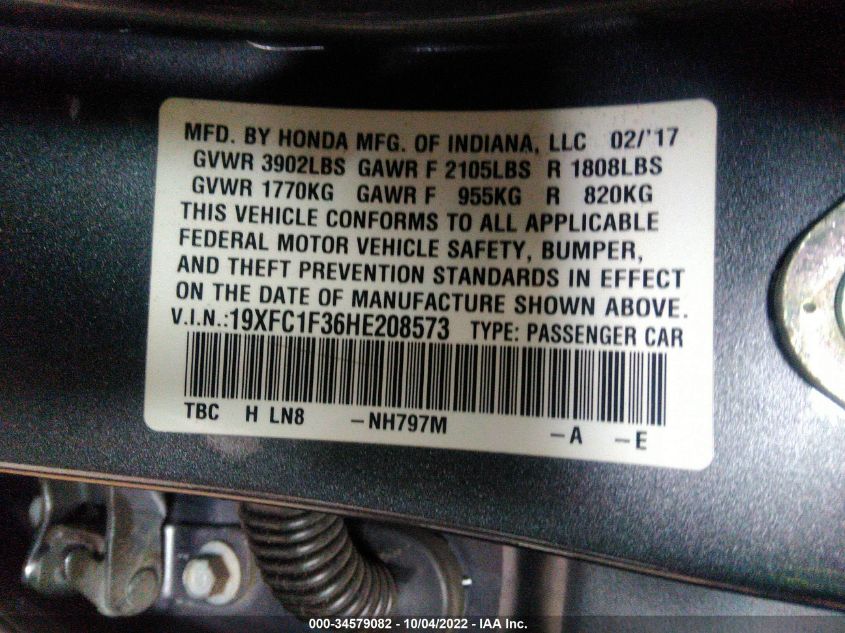 MFD. BY HONDA MFG. OF INDIANA, LLC 02/'17
GVWR 3902LBS GAWR F 2105LBS R 1808LBS
GVWR 1770KG GAWR F 955KG R 820KG
THIS VEHICLE CONFORMS TO ALL APPLICABLE
FEDERAL MOTOR VEHICLE SAFETY, BUMPER,
AND THEFT PREVENTION STANDARDS IN EFFECT
ON THE DATE OF MANUFACTURE SHOWN ABOVE.
V.I.N.:19XFC1F36HE208573 TYPE: PASSENGER CAR
TBC H LN8 -NH797M -A -E
000-34579082 - 10/04/2022 - IAA Inc.